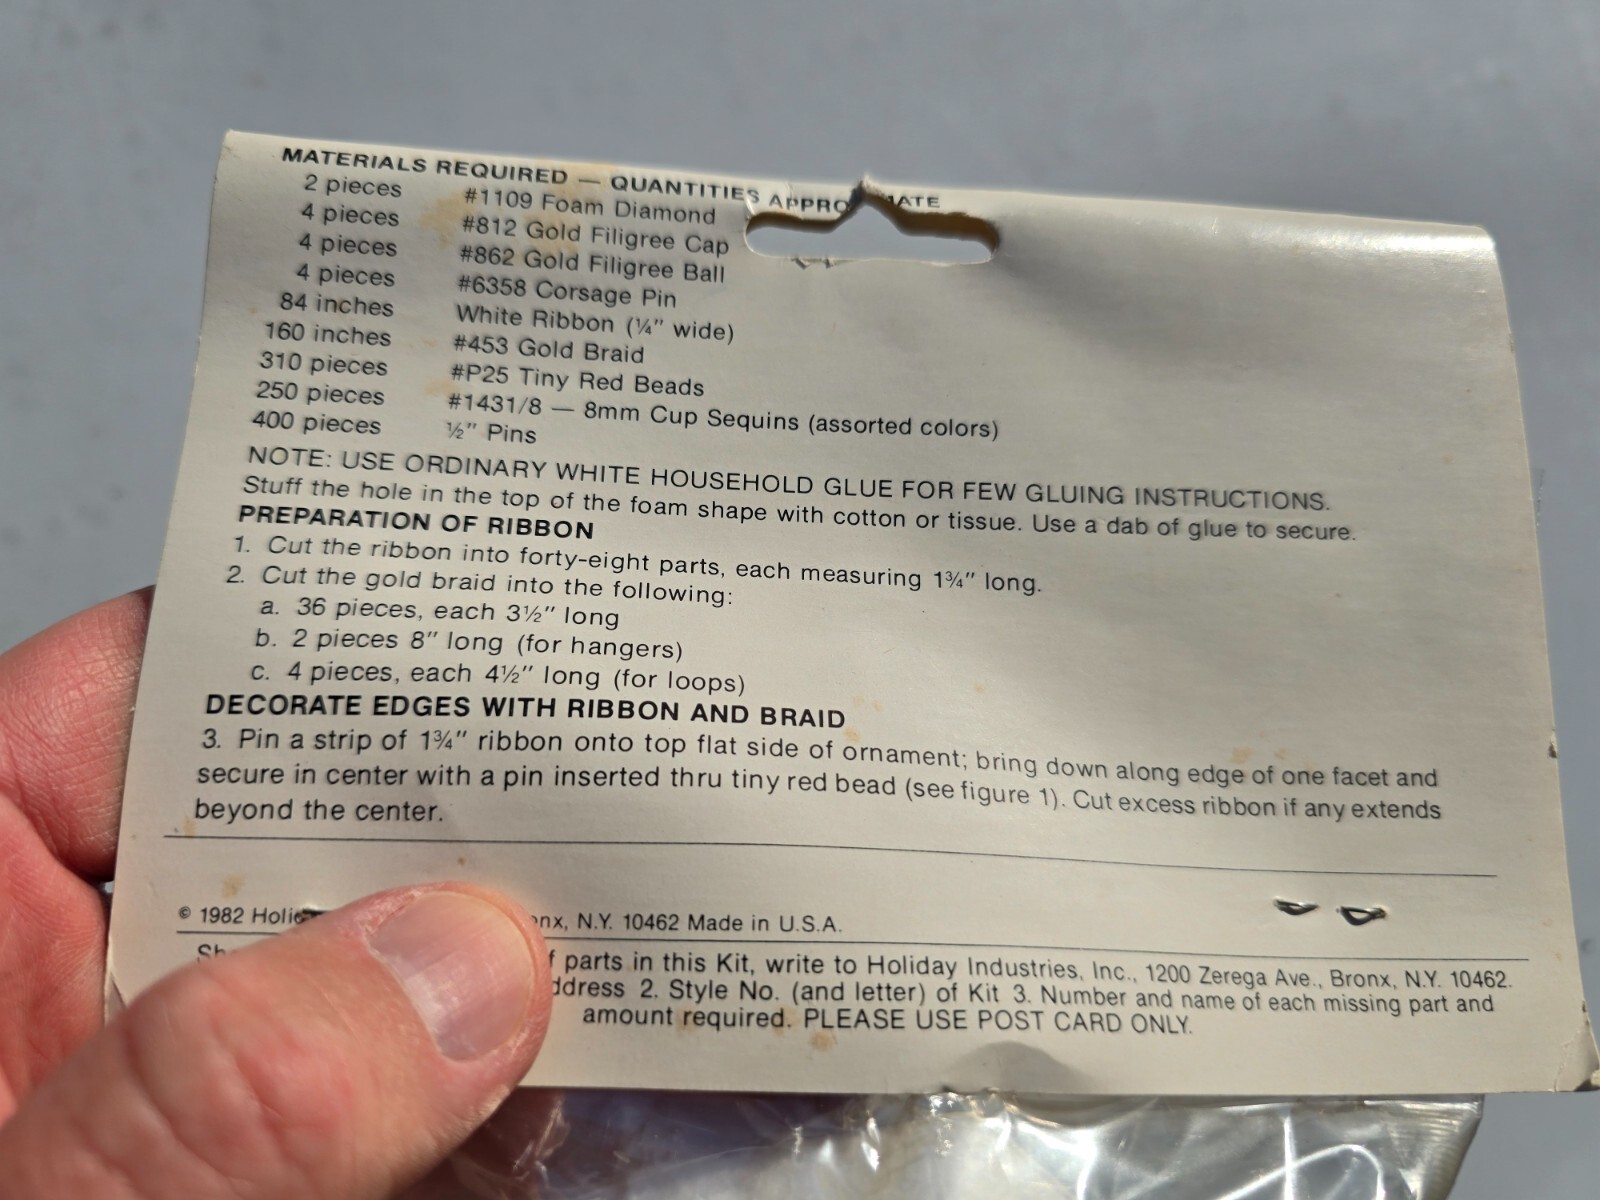 MATERIALS REQUIRED — QUANTITIES
2 pieces #1109 Foam Diamond
4 pieces #812 Gold Filigree Cap
4 pieces #862 Gold Filigree Ball
4 pieces #6358 Corsage Pin
84 inches White Ribbon (¼" wide)
160 inches #453 Gold Braid
310 pieces #P25 Tiny Red Beads
250 pieces #1431/8 — 8mm Cup Sequins (assorted colors)
400 pieces ½" Pins
NOTE: USE ORDINARY WHITE HOUSEHOLD GLUE FOR FEW GLUING INSTRUCTIONS.
Stuff the hole in the top of the foam shape with cotton or tissue. Use a dab of glue to secure.
PREPARATION OF RIBBON
1. Cut the ribbon into forty-eight parts, each measuring 1¾" long.
2. Cut the gold braid into the following:
a. 36 pieces, each 3½" long
b. 2 pieces 8" long (for hangers)
c. 4 pieces, each 4½" long (for loops)
DECORATE EDGES WITH RIBBON AND BRAID
3. Pin a strip of 1¾" ribbon onto top flat side of ornament; bring down along edge of one facet and
secure in center with a pin inserted thru tiny red bead (see figure 1). Cut excess ribbon if any extends
beyond the center.
© 1982 N.Y. 10462 Made in U.S.A.
parts in this Kit, write to Holiday Industries, Inc., 1200 Zerega Ave., Bronx, N.Y. 10462.
2. Style No. (and letter) of Kit 3. Number and name of each missing part and
amount required. PLEASE USE POST CARD ONLY.